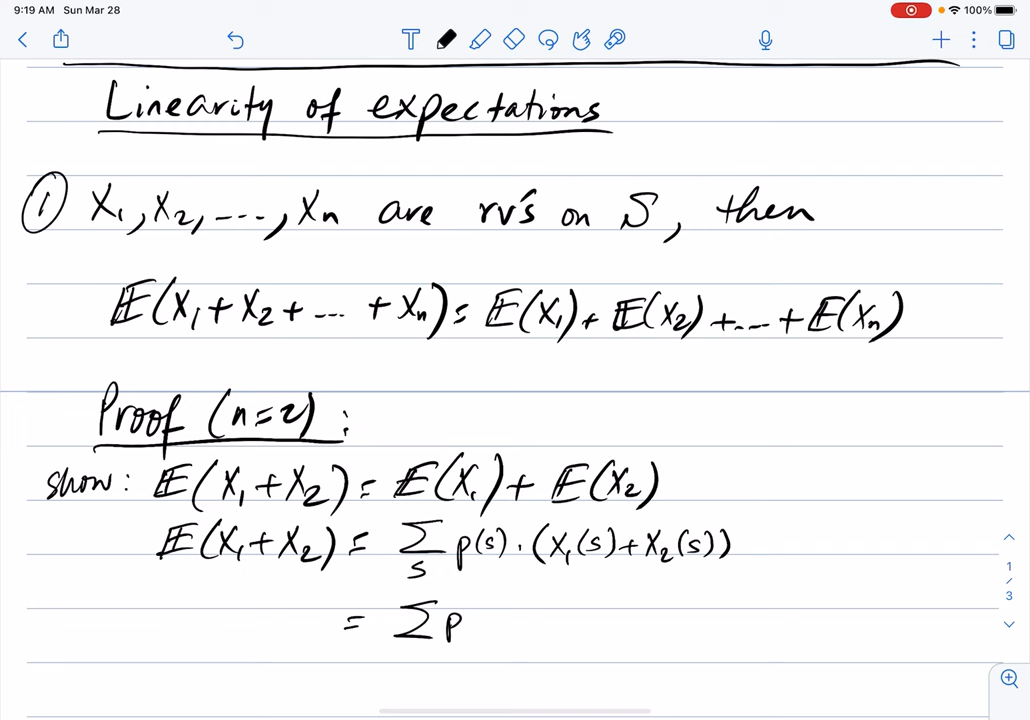 9:19 AM Sun Mar 28 100%
T
Linearity of expectations
① X₁, X₂, ..., Xn are rv's on S, then
𝔼(X₁ + X₂ + ... + Xn) = 𝔼(X₁) + 𝔼(X₂) + ... + 𝔼(Xn)
Proof (n=2) :
show: 𝔼(X₁ + X₂) = 𝔼(X₁) + 𝔼(X₂)
𝔼(X₁ + X₂) = ∑ p(s) · (X₁(s) + X₂(s))
s
= ∑ p
1
/
3